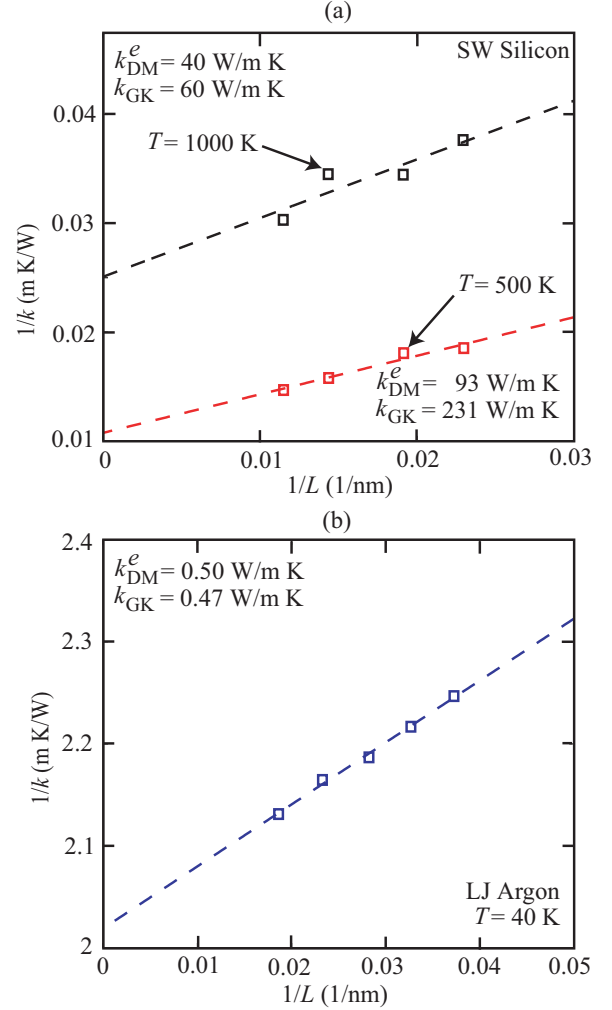 (a)
k^e_DM = 40 W/m K
k_GK = 60 W/m K
SW Silicon
T = 1000 K
T = 500 K
k^e_DM = 93 W/m K
k_GK = 231 W/m K
1/k (m K/W)
0.04
0.03
0.02
0.01
0 0.01 0.02 0.03
1/L (1/nm)
(b)
2.4
k^e_DM = 0.50 W/m K
k_GK = 0.47 W/m K
2.3
2.2
2.1
2
1/k (m K/W)
LJ Argon
T = 40 K
0 0.01 0.02 0.03 0.04 0.05
1/L (1/nm)